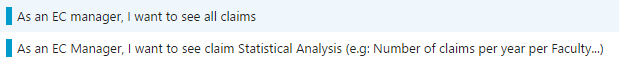 As an EC manager, I want to see all claims
As an EC Manager, I want to see claim Statistical Analysis (e.g: Number of claims per year per Faculty...)